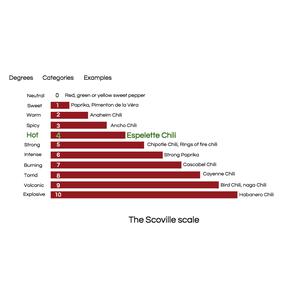 Degrees Categories Examples
Neutral 0 Red, green or yellow sweet pepper
Sweet 1 Paprika, Pimenton de la Véra
Warm 2 Anaheim Chili
Spicy 3 Ancho Chili
Hot 4 Espelette Chili
Strong 5 Chipotle Chili, Rings of fire chili
Intense 6 Strong Paprika
Burning 7 Cascabel Chili
Torrid 8 Cayenne Chili
Volcanic 9 Bird Chili, naga Chili
Explosive 10 Habanero Chili
The Scoville scale